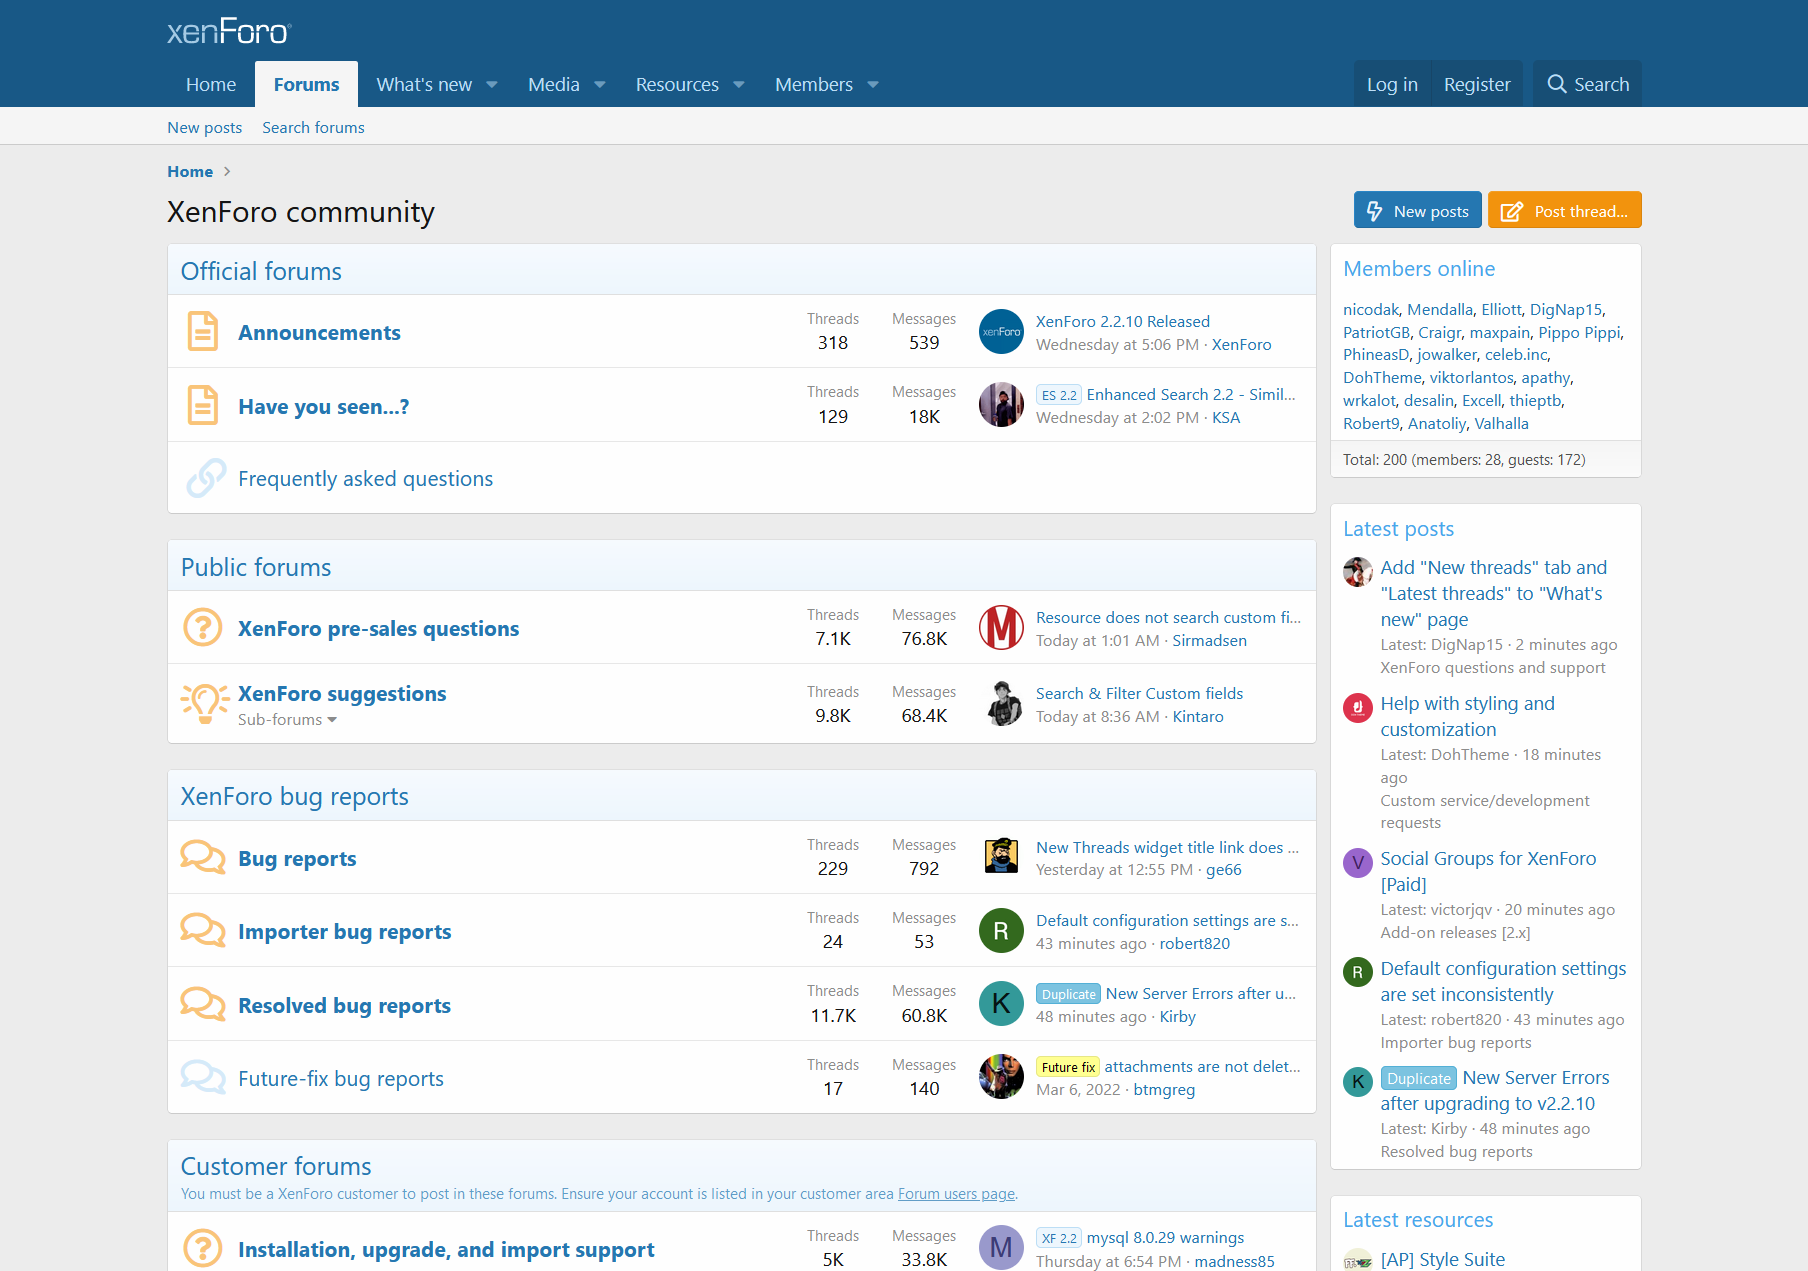 xenForo
Home Forums What's new Media Resources Members Log in Register Search
New posts Search forums
Home
XenForo community
New posts Post thread...
Official forums
Announcements
Threads
318
Messages
539
xenForo
XenForo 2.2.10 Released
Wednesday at 5:06 PM · XenForo
Have you seen...?
Threads
129
Messages
18K
ES 2.2 Enhanced Search 2.2 - Simil...
Wednesday at 2:02 PM · KSA
Frequently asked questions
Public forums
XenForo pre-sales questions
Threads
7.1K
Messages
76.8K
M
Resource does not search custom fi...
Today at 1:01 AM · Sirmadsen
XenForo suggestions
Sub-forums
Threads
9.8K
Messages
68.4K
Search & Filter Custom fields
Today at 8:36 AM · Kintaro
XenForo bug reports
Bug reports
Threads
229
Messages
792
New Threads widget title link does ...
Yesterday at 12:55 PM · ge66
Importer bug reports
Threads
24
Messages
53
R
Default configuration settings are s...
43 minutes ago · robert820
Resolved bug reports
Threads
11.7K
Messages
60.8K
K
Duplicate New Server Errors after u...
48 minutes ago · Kirby
Future-fix bug reports
Threads
17
Messages
140
Future fix attachments are not delet...
Mar 6, 2022 · btmgreg
Customer forums
You must be a XenForo customer to post in these forums. Ensure your account is listed in your customer area Forum users page.
Installation, upgrade, and import support
Threads
5K
Messages
33.8K
M
XF 2.2 mysql 8.0.29 warnings
Thursday at 6:54 PM · madness85
Members online
nicodak, Mendalla, Elliott, DigNap15,
PatriotGB, Craigr, maxpain, Pippo Pippi,
PhineasD, jowalker, celeb.inc,
DohTheme, viktorlantos, apathy,
wrkalot, desalin, Excell, thieptb,
Robert9, Anatoliy, Valhalla
Total: 200 (members: 28, guests: 172)
Latest posts
Add "New threads" tab and
"Latest threads" to "What's
new" page
Latest: DigNap15 · 2 minutes ago
XenForo questions and support
Help with styling and
customization
Latest: DohTheme · 18 minutes
ago
Custom service/development
requests
V
Social Groups for XenForo
[Paid]
Latest: victorjqv · 20 minutes ago
Add-on releases [2.x]
R
Default configuration settings
are set inconsistently
Latest: robert820 · 43 minutes ago
Importer bug reports
K
Duplicate New Server Errors
after upgrading to v2.2.10
Latest: Kirby · 48 minutes ago
Resolved bug reports
Latest resources
[AP] Style Suite